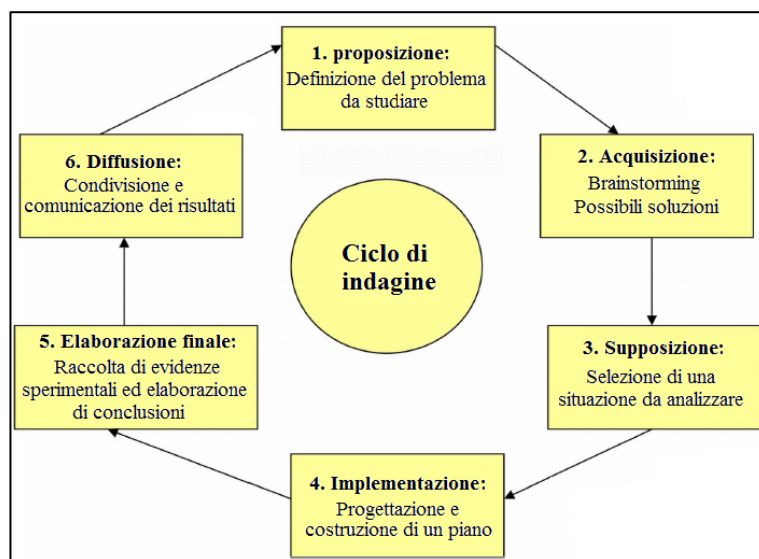 1. proposizione:
Definizione del problema
da studiare
2. Acquisizione:
Brainstorming
Possibili soluzioni
3. Supposizione:
Selezione di una
situazione da analizzare
4. Implementazione:
Progettazione e
costruzione di un piano
5. Elaborazione finale:
Raccolta di evidenze
sperimentali ed elaborazione
di conclusioni
6. Diffusione:
Condivisione e
comunicazione dei risultati
Ciclo di
indagine